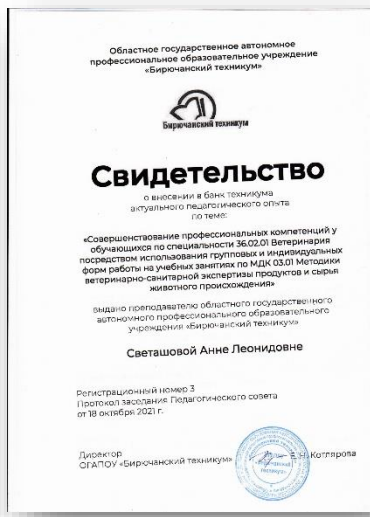 Областное государственное автономное
профессиональное образовательное учреждение
«Бирючанский техникум»
Бирючанский техникум
Свидетельство
о внесении в банк техникума
актуального педагогического опыта
по теме:
«Совершенствование профессиональных компетенций у
обучающихся по специальности 36.02.01 Ветеринария
посредством использования групповых и индивидуальных
форм работы на учебных занятиях по МДК 03.01 Методики
ветеринарно-санитарной экспертизы продуктов и сырья
животного происхождения»
выдано преподавателю областного государственного
автономного профессионального образовательного
учреждения «Бирючанский техникум»
Светашовой Анне Леонидовне
Регистрационный номер 3
Протокол заседания Педагогического совета
от 18 октября 2021 г.
Директор
ОГАПОУ «Бирючанский техникум»
Котлярова